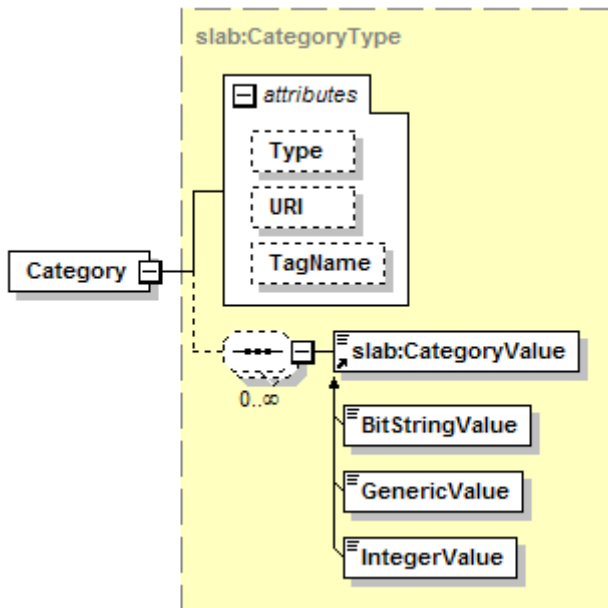 slab:CategoryType
attributes
Type
URI
TagName
Category
slab:CategoryValue
0..∞
BitStringValue
GenericValue
IntegerValue